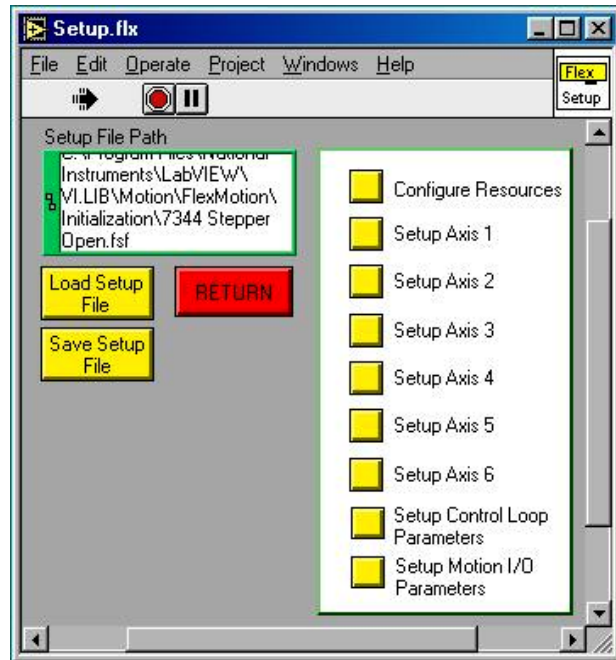 Setup.flx
File Edit Operate Project Windows Help
Flex
Setup
Setup File Path
C:\Program Files\National
Instruments\LabVIEW\
VI.LIB\Motion\FlexMotion\
Initialization\7344 Stepper
Open.fsf
Load Setup
File
RETURN
Save Setup
File
Configure Resources
Setup Axis 1
Setup Axis 2
Setup Axis 3
Setup Axis 4
Setup Axis 5
Setup Axis 6
Setup Control Loop
Parameters
Setup Motion I/O
Parameters